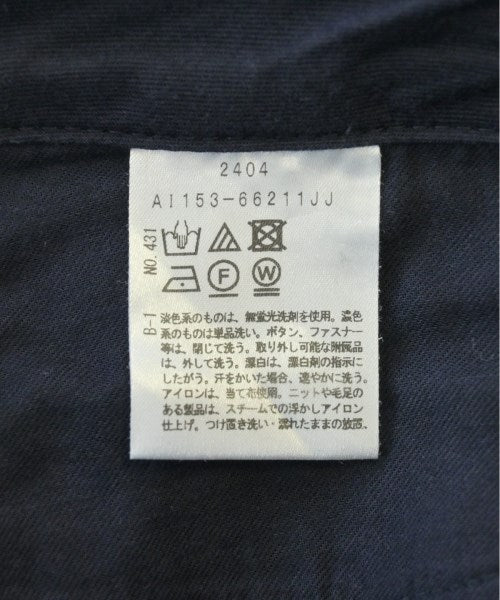 2404
AI153-66211JJ
NO.431
F
W
B-1
淡色系のものは、無蛍光洗剤を使用。濃色
系のものは単品洗い。ボタン、ファスナー
等は、閉じて洗う。取り外し可能な附属品
は、外して洗う。漂白は、漂白剤の指示に
したがう。汗をかいた場合、速やかに洗う。
アイロンは、当て布使用。ニットや毛足の
ある製品は、スチームでの浮かしアイロン
仕上げ。つけ置き洗い・濡れたままの放置、